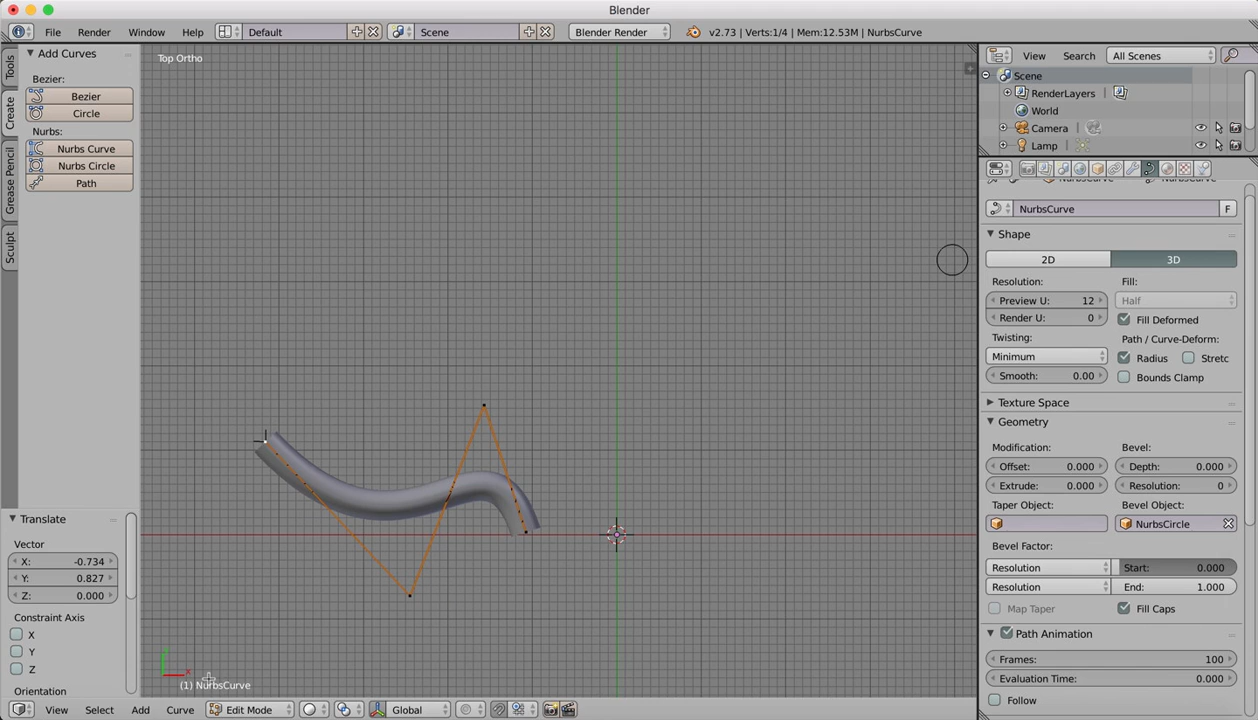 Blender
File Render Window Help Default Scene Blender Render v2.73 | Verts:1/4 | Mem:12.53M | NurbsCurve
Tools
Create
Grease Pencil
Sculpt
Add Curves
Bezier:
Bezier
Circle
Nurbs:
Nurbs Curve
Nurbs Circle
Path
Translate
Vector
X: -0.734
Y: 0.827
Z: 0.000
Constraint Axis
X
Y
Z
Orientation
Top Ortho
(1) NurbsCurve
View Select Add Curve Edit Mode Global
View Search All Scenes
Scene
RenderLayers |
World
Camera
Lamp
NurbsCurve F
Shape
2D 3D
Resolution: Fill:
Preview U: 12 Half
Render U: 0 Fill Deformed
Twisting: Path / Curve-Deform:
Minimum Radius Stretc
Smooth: 0.00 Bounds Clamp
Texture Space
Geometry
Modification: Bevel:
Offset: 0.000 Depth: 0.000
Extrude: 0.000 Resolution: 0
Taper Object: Bevel Object:
NurbsCircle
Bevel Factor:
Resolution Start: 0.000
Resolution End: 1.000
Map Taper Fill Caps
Path Animation
Frames: 100
Evaluation Time: 0.000
Follow